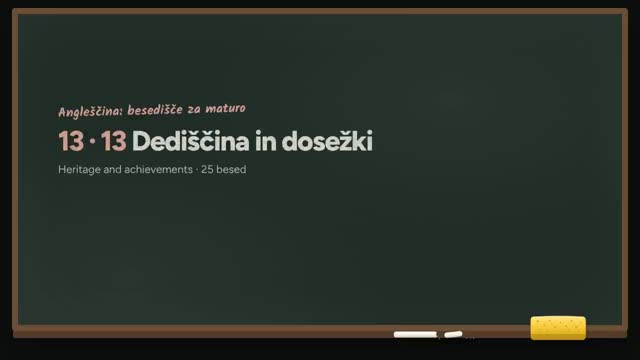 Angleščina: besedišče za maturo
13 · 13 Dediščina in dosežki
Heritage and achievements · 25 besed